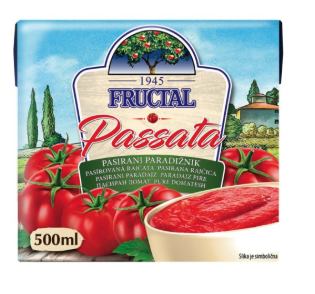 1945
FRUCTAL
Passata
PASIRANI PARADIŽNIK
PASIROVANA RAJČICA PASIRANA RAJČICA
PASIRANI PARADAJZ PARADAJZ PIRE
ПАСИРАН ДОМАТ PURE DOMATESH
500ml
Slika je simbolična